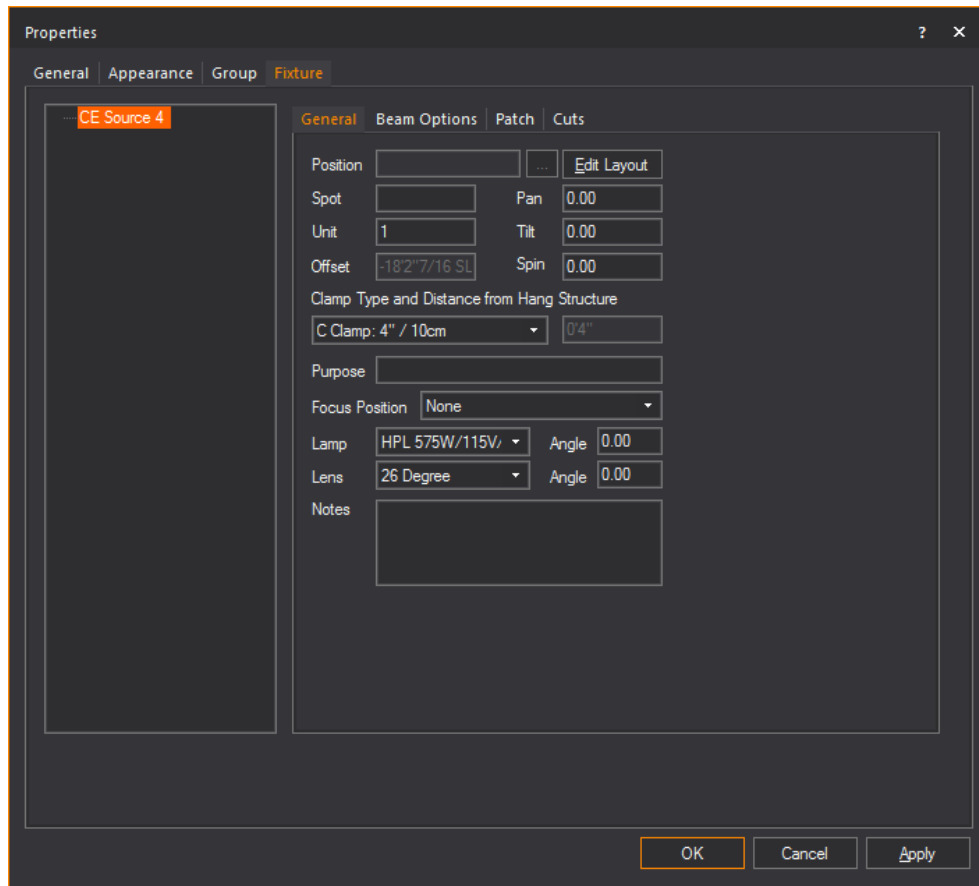 Properties ? ×
General Appearance Group Fixture
CE Source 4
General Beam Options Patch Cuts
Position ... Edit Layout
Spot Pan 0.00
Unit 1 Tilt 0.00
Offset -18'2"7/16 SL Spin 0.00
Clamp Type and Distance from Hang Structure
C Clamp: 4" / 10cm 0'4"
Purpose
Focus Position None
Lamp HPL 575W/115V/ Angle 0.00
Lens 26 Degree Angle 0.00
Notes
OK Cancel Apply